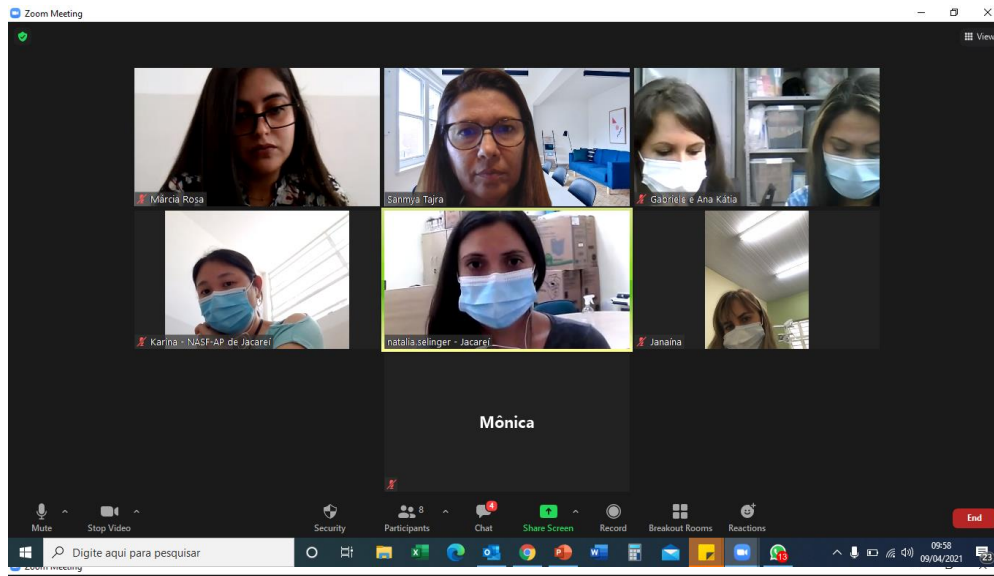 Zoom Meeting
View
Márcia Rosa
Sanmya Tajra
Gabriele e Ana Kátia
Karina - NASF-AP de Jacareí
natalia.selinger - Jacareí
Janaína
Mônica
Mute
Stop Video
Security
8
Participants
4
Chat
Share Screen
Record
Breakout Rooms
Reactions
End
Digite aqui para pesquisar
13
09:58
09/04/2021
23
Zoom Meeting